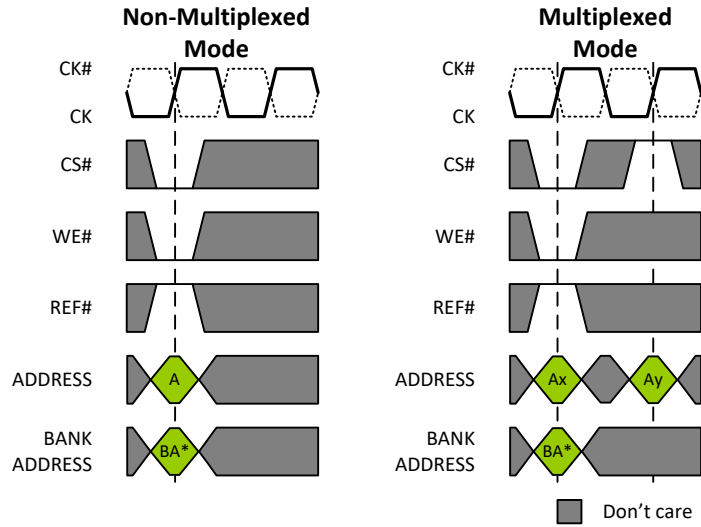 Non-Multiplexed
Mode
CK#
CK
CS#
WE#
REF#
ADDRESS
A
BANK
ADDRESS
BA*
Multiplexed
Mode
CK#
CK
CS#
WE#
REF#
ADDRESS
Ax
Ay
BANK
ADDRESS
BA*
Don't care